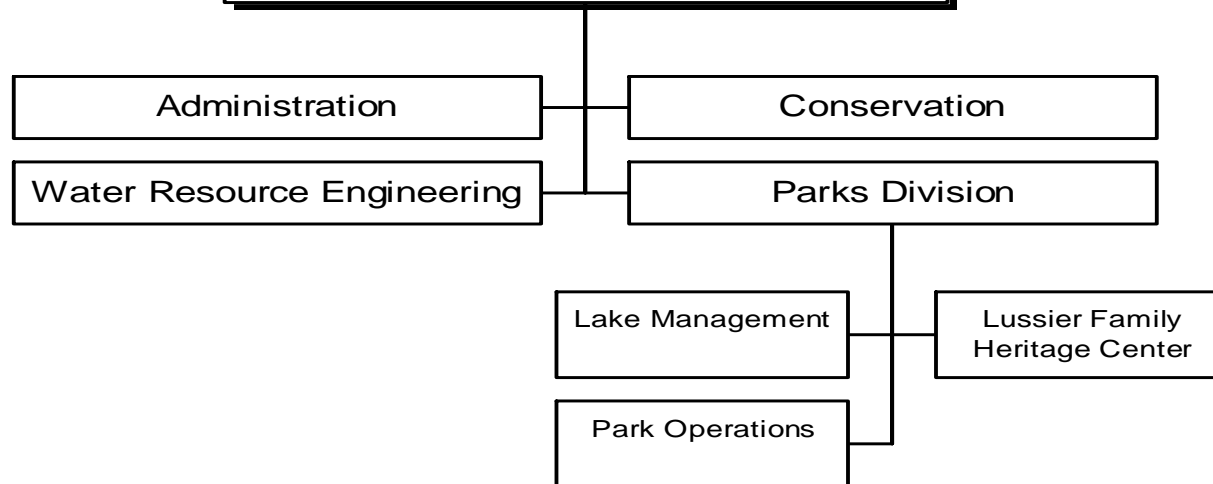 Administration
Conservation
Water Resource Engineering
Parks Division
Lake Management
Lussier Family
Heritage Center
Park Operations